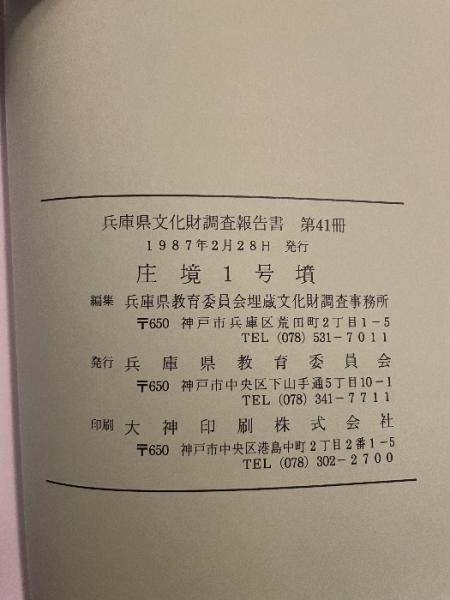 兵庫県文化財調査報告書 第41冊
1987年2月28日 発行
庄境1号墳
編集 兵庫県教育委員会埋蔵文化財調査事務所
〒650 神戸市兵庫区荒田町2丁目1-5
TEL (078) 531-7011
発行 兵庫県教育委員会
〒650 神戸市中央区下山手通5丁目10-1
TEL (078) 341-7711
印刷 大神印刷株式会社
〒650 神戸市中央区港島中町2丁目2番1-5
TEL (078) 302-2700